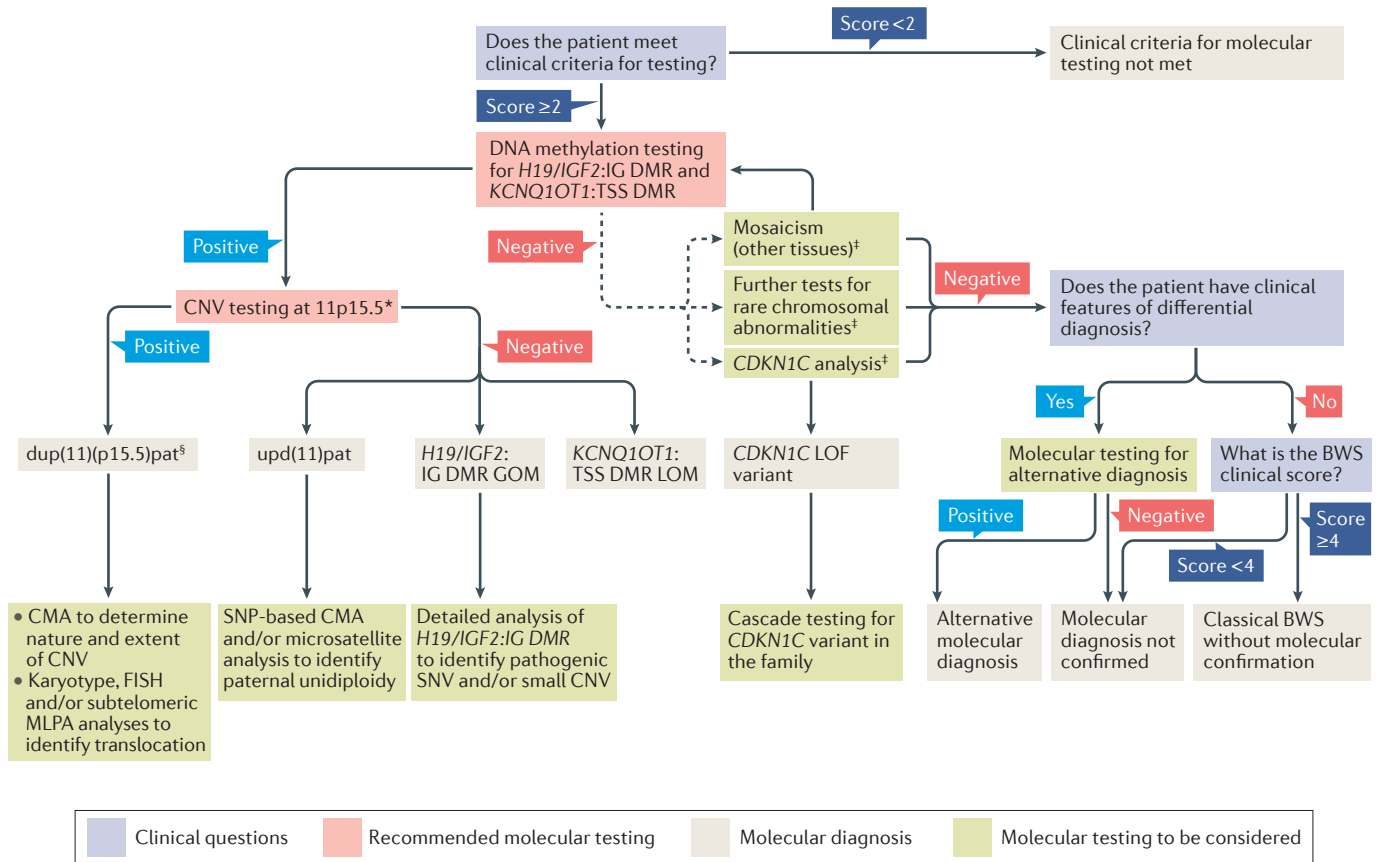 Does the patient meet
clinical criteria for testing?
Score <2
Clinical criteria for molecular
testing not met
Score ≥2
DNA methylation testing
for H19/IGF2:IG DMR and
KCNQ1OT1:TSS DMR
Positive
Negative
Mosaicism
(other tissues)‡
Further tests for
rare chromosomal
abnormalities‡
CDKN1C analysis‡
Negative
Does the patient have clinical
features of differential
diagnosis?
CNV testing at 11p15.5*
Positive
Negative
Yes
No
dup(11)(p15.5)pat§
upd(11)pat
H19/IGF2:
IG DMR GOM
KCNQ1OT1:
TSS DMR LOM
CDKN1C LOF
variant
Molecular testing for
alternative diagnosis
What is the BWS
clinical score?
Positive
Negative
Score <4
Score
≥4
• CMA to determine
nature and extent
of CNV
• Karyotype, FISH
and/or subtelomeric
MLPA analyses to
identify translocation
SNP-based CMA
and/or microsatellite
analysis to identify
paternal unidiploidy
Detailed analysis of
H19/IGF2:IG DMR
to identify pathogenic
SNV and/or small CNV
Cascade testing for
CDKN1C variant in
the family
Alternative
molecular
diagnosis
Molecular
diagnosis not
confirmed
Classical BWS
without molecular
confirmation
Clinical questions
Recommended molecular testing
Molecular diagnosis
Molecular testing to be considered